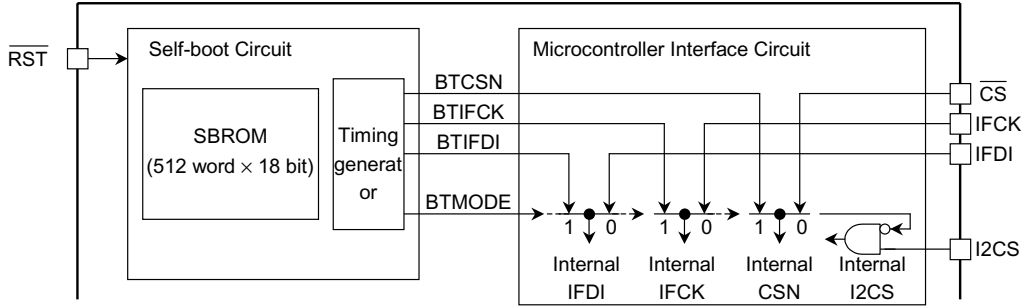 Self-boot Circuit
Microcontroller Interface Circuit
RST
SBROM
(512 word × 18 bit)
Timing
generat
or
BTCSN
BTIFCK
BTIFDI
BTMODE
CS
IFCK
IFDI
I2CS
1 0
1 0
1 0
Internal
IFDI
Internal
IFCK
Internal
CSN
Internal
I2CS